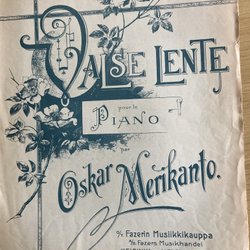 VALSE LENTE
pour le
PIANO
par
Oskar Merikanto.
O/Y Fazerin Musiikkikauppa
A/B Fazers Musikhandel